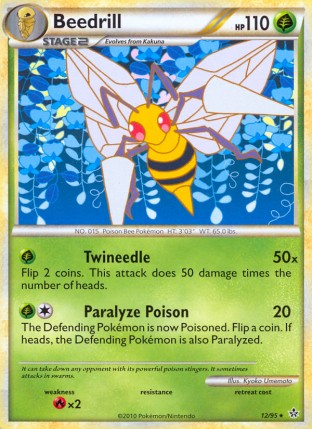 Beedrill HP 110
STAGE 2 Evolves from Kakuna
NO. 015 Poison Bee Pokémon HT: 3'03" WT: 65.0 lbs.
Twineedle 50x
Flip 2 coins. This attack does 50 damage times
the number of heads.
Paralyze Poison 20
The Defending Pokémon is now Poisoned. Flip a coin. If
heads, the Defending Pokémon is also Paralyzed.
It can take down any opponent with its powerful poison stingers. It sometimes
attacks in swarms.
Illus. Kyoko Umemoto
weakness resistance retreat cost
×2
©2010 Pokémon/Nintendo 12/95 ★